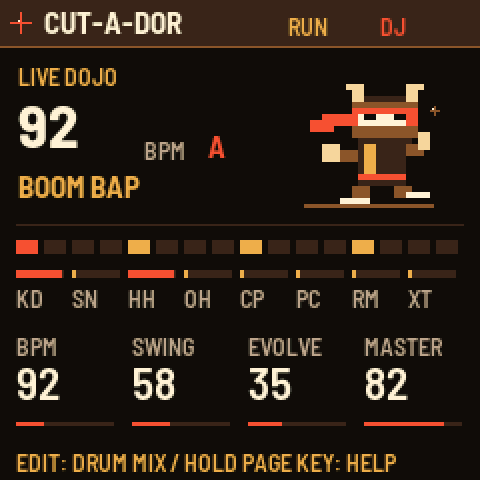 CUT-A-DOR RUN DJ
LIVE DOJO
92 BPM A
BOOM BAP
KD SN HH OH CP PC RM XT
BPM SWING EVOLVE MASTER
92 58 35 82
EDIT: DRUM MIX / HOLD PAGE KEY: HELP